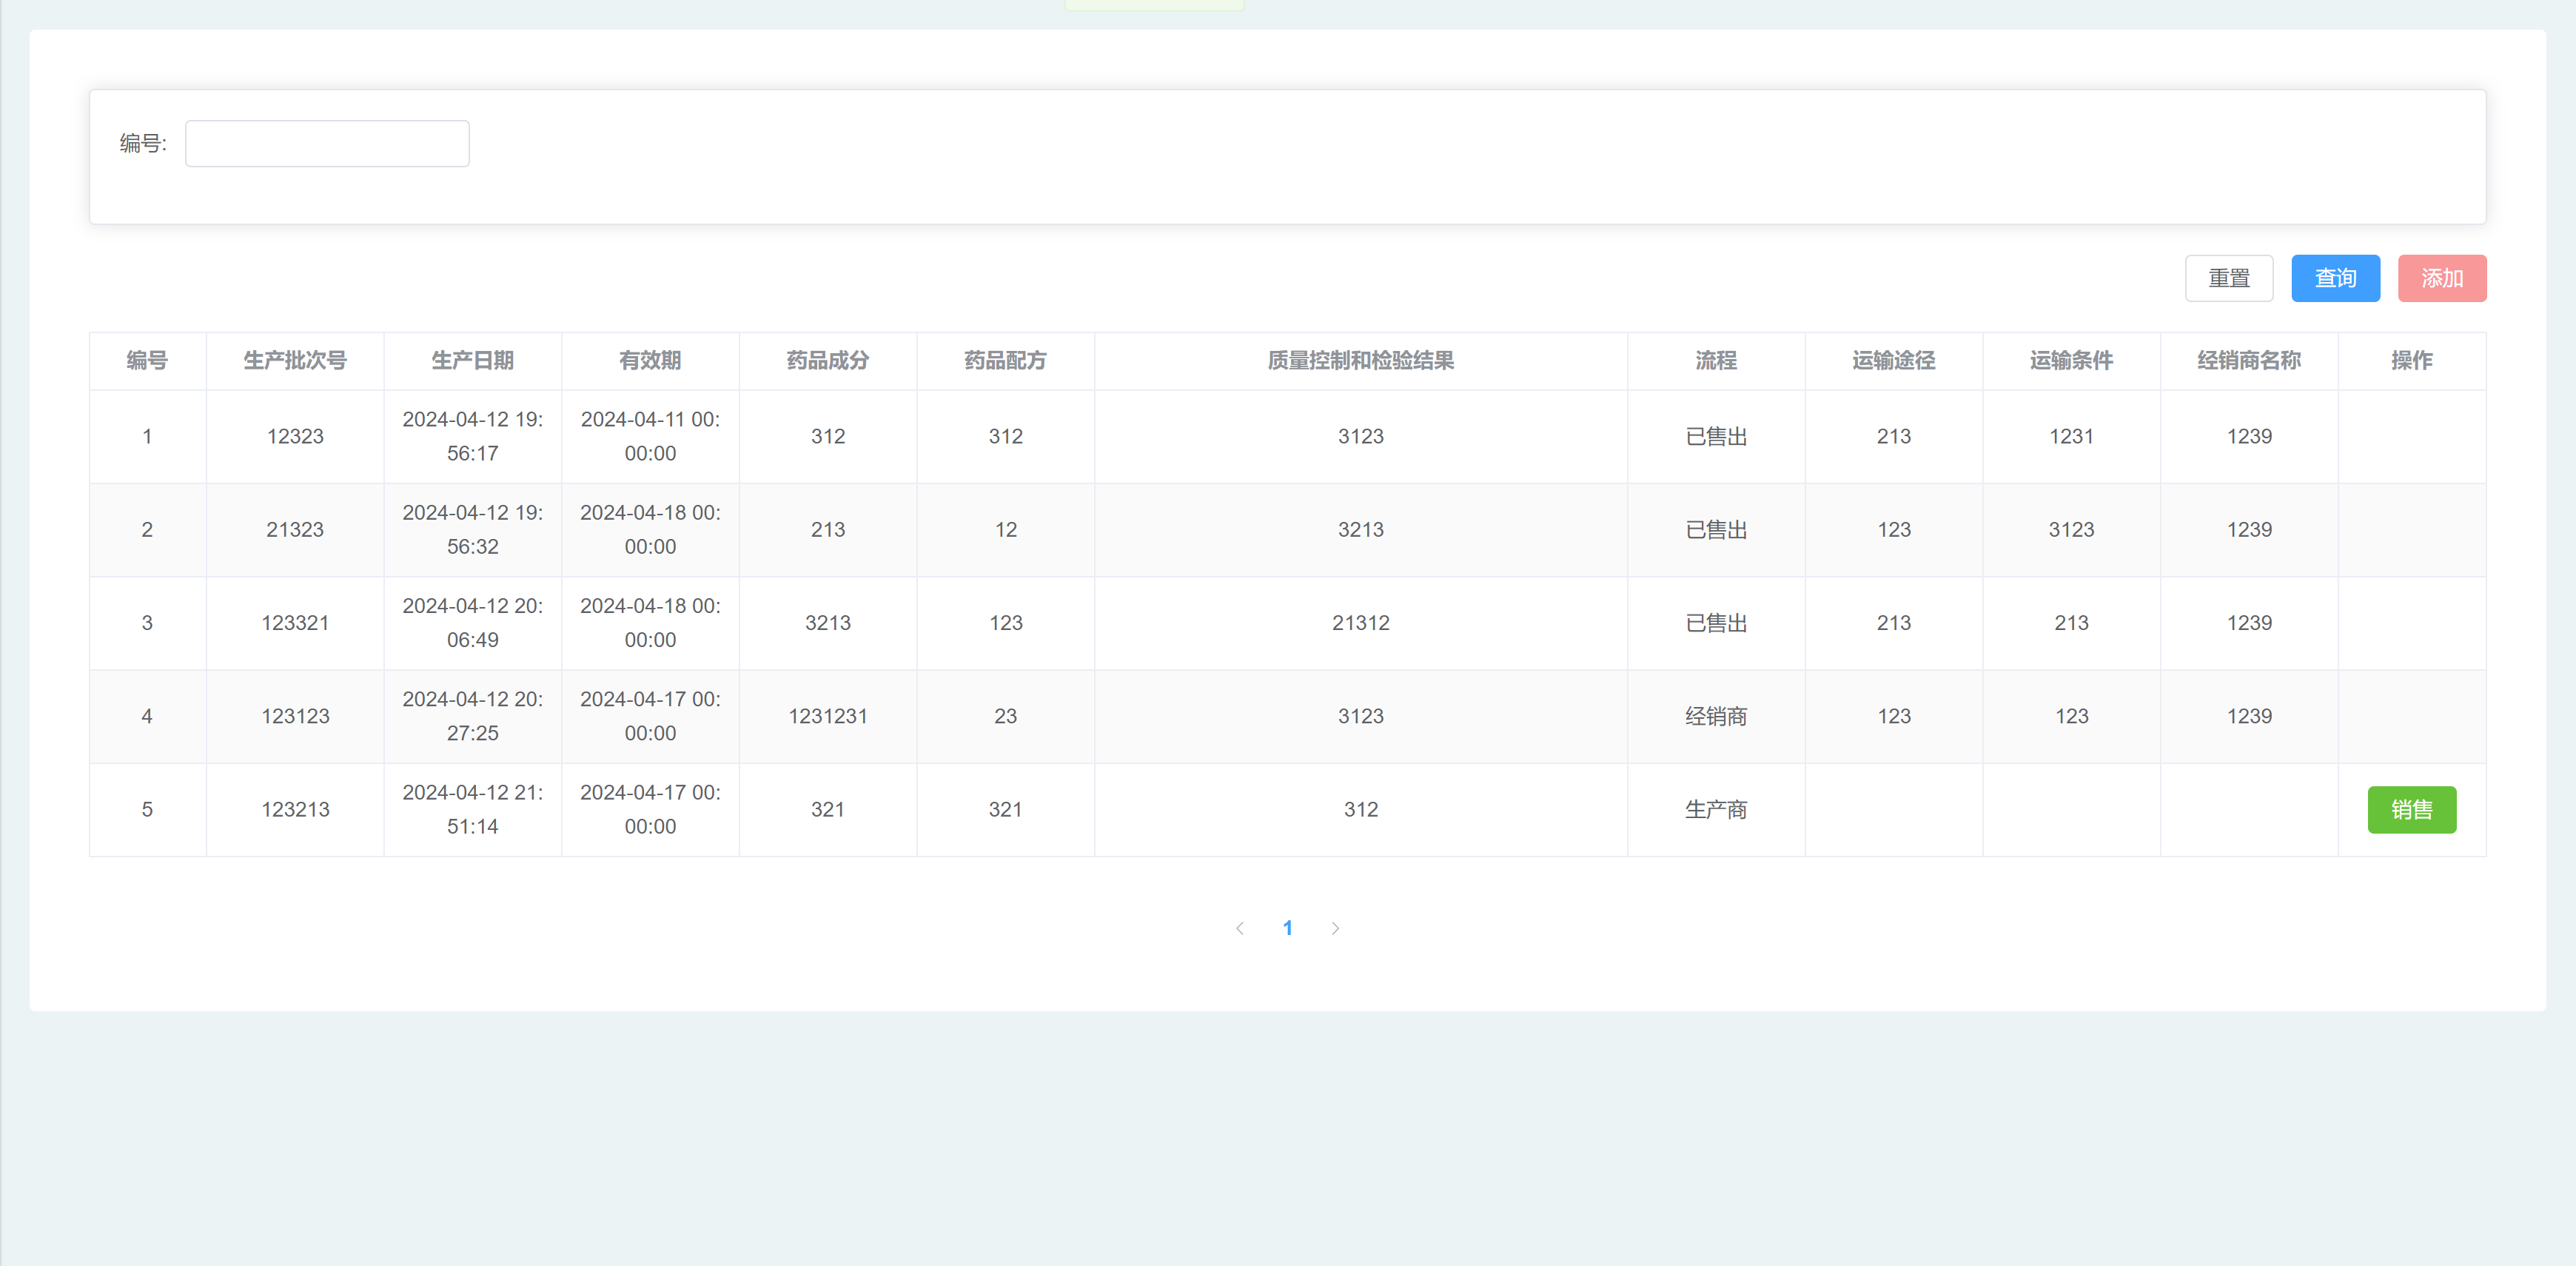 编号:
重置 查询 添加
编号 生产批次号 生产日期 有效期 药品成分 药品配方 质量控制和检验结果 流程 运输途径 运输条件 经销商名称 操作
1 12323 2024-04-12 19:56:17 2024-04-11 00:00:00 312 312 3123 已售出 213 1231 1239
2 21323 2024-04-12 19:56:32 2024-04-18 00:00:00 213 12 3213 已售出 123 3123 1239
3 123321 2024-04-12 20:06:49 2024-04-18 00:00:00 3213 123 21312 已售出 213 213 1239
4 123123 2024-04-12 20:27:25 2024-04-17 00:00:00 1231231 23 3123 经销商 123 123 1239
5 123213 2024-04-12 21:51:14 2024-04-17 00:00:00 321 321 312 生产商 销售
1